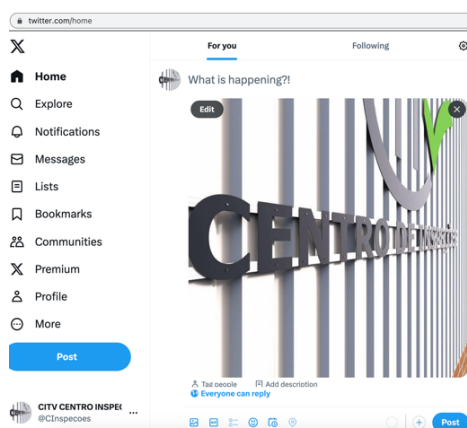 twitter.com/home
For you
Following
Home
What is happening?!
Edit
Explore
Notifications
Messages
Lists
Bookmarks
Communities
Premium
Profile
More
Post
CENTRO DE INSPEÇÕE
Tag people
Add description
Everyone can reply
CITV CENTRO INSPEC
@CInspecoes
Post